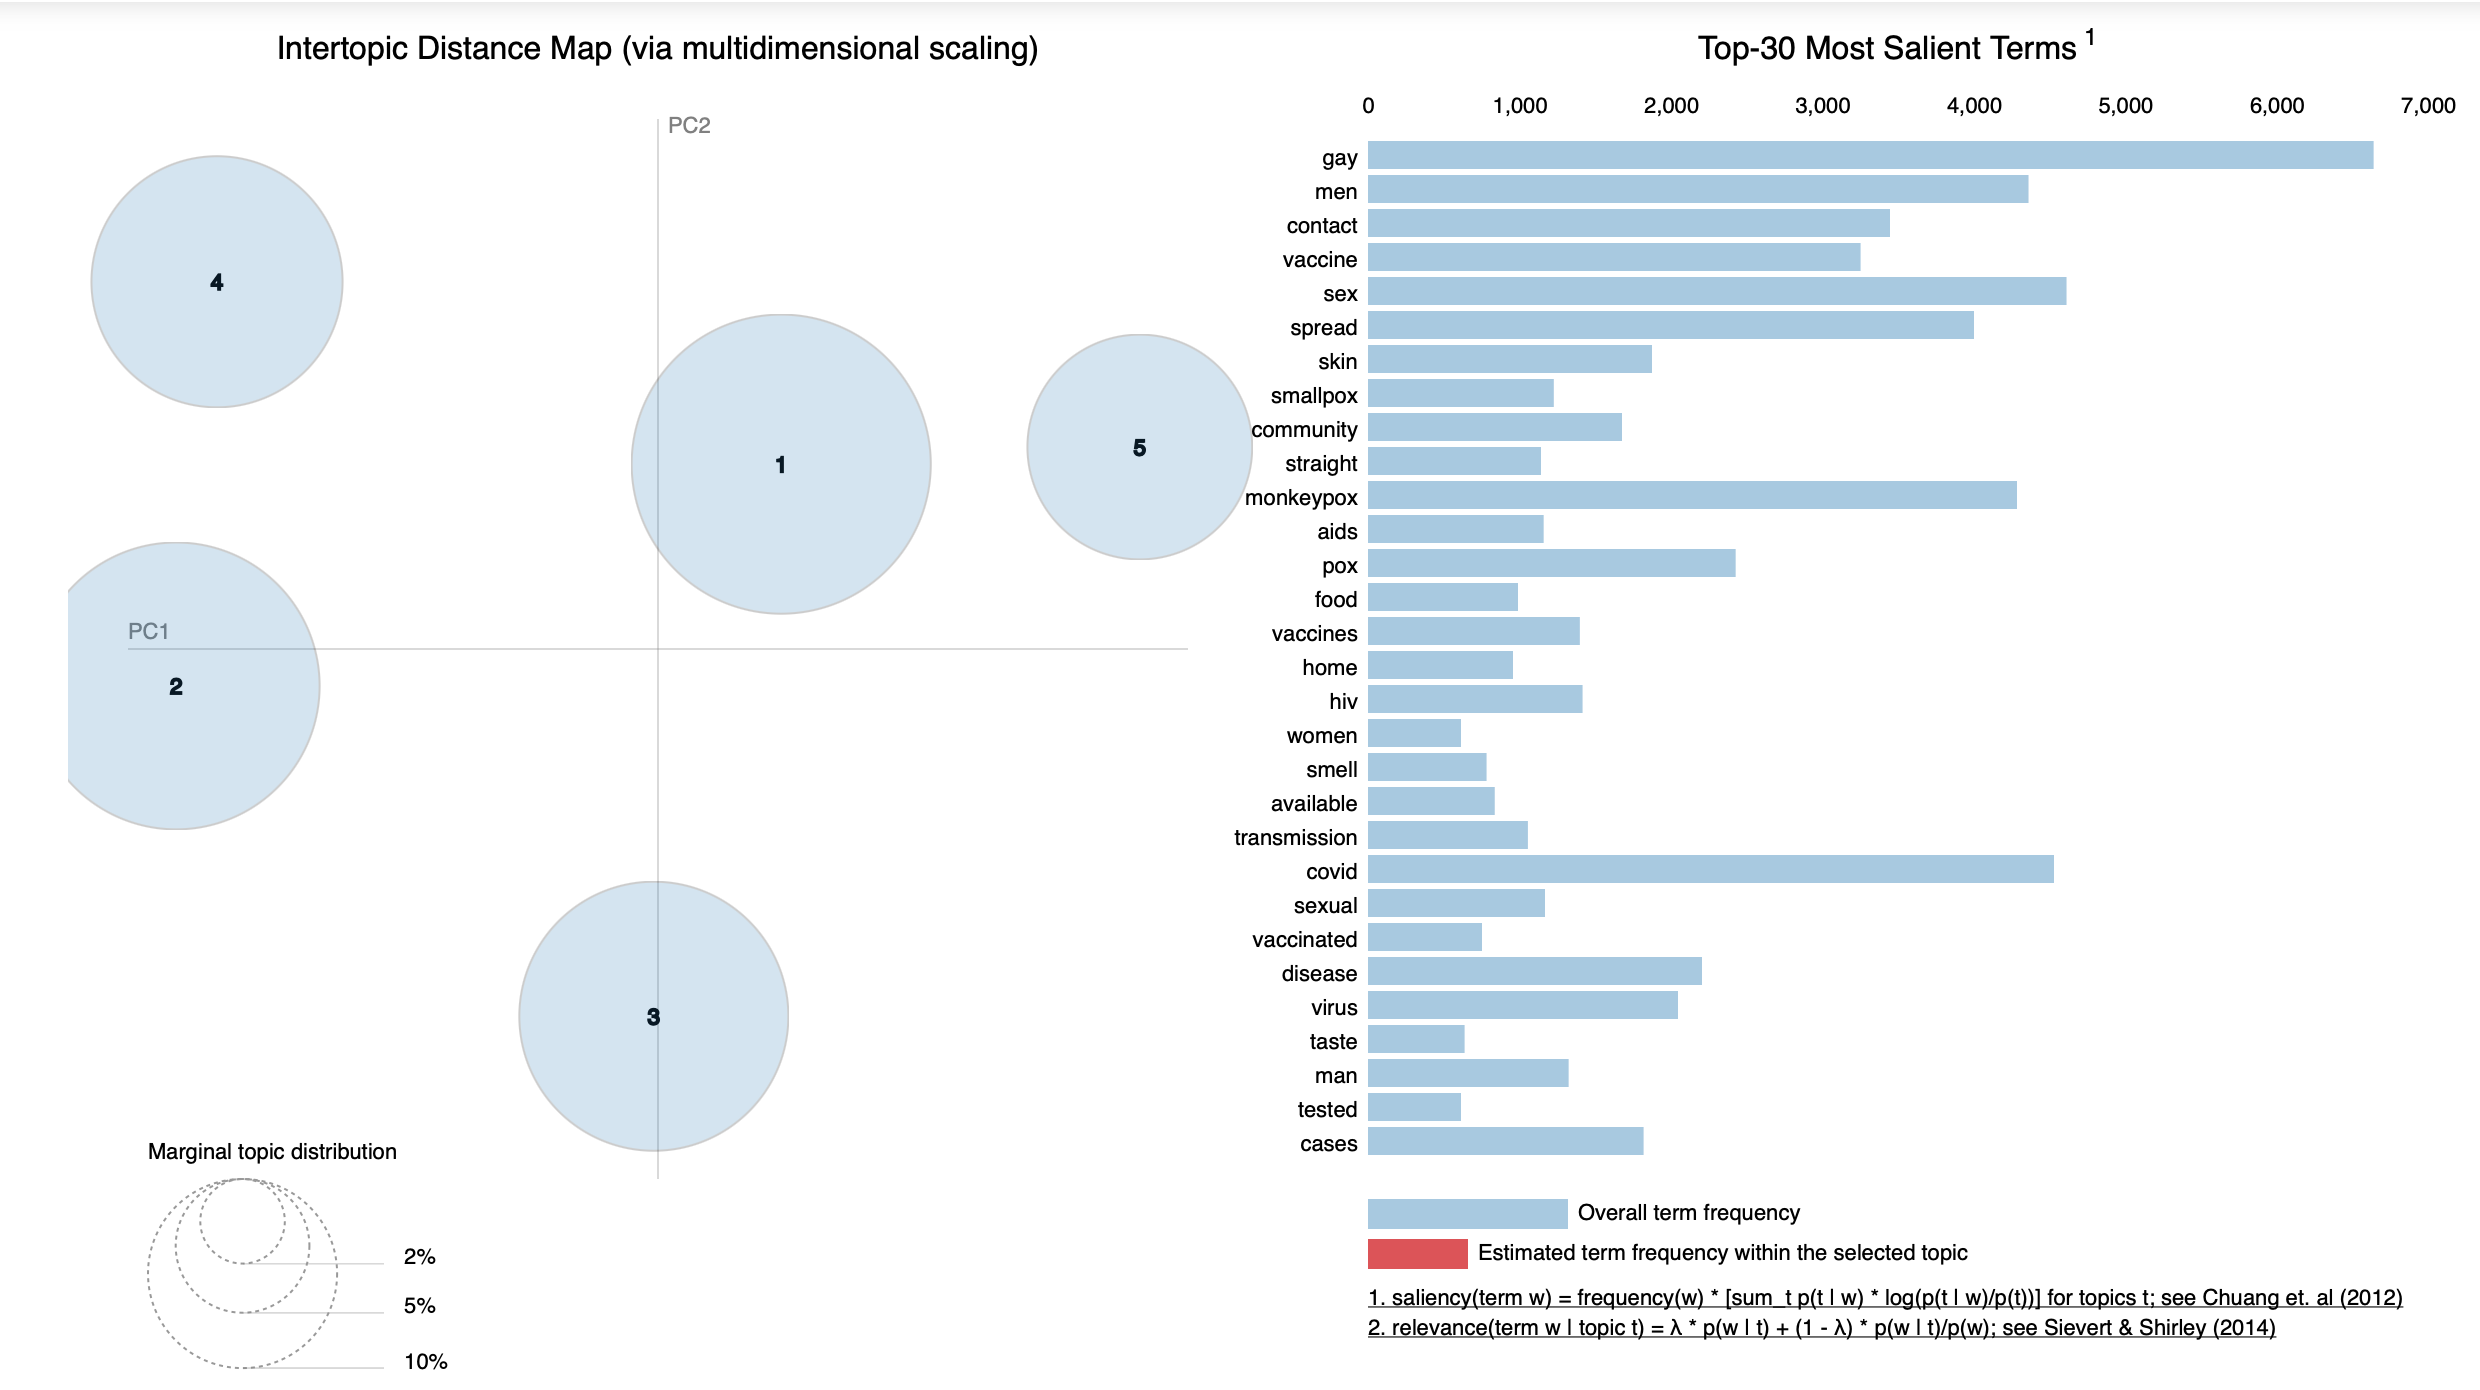 Intertopic Distance Map (via multidimensional scaling)
PC2
4
1
5
PC1
2
3
Marginal topic distribution
2%
5%
10%
Top-30 Most Salient Terms 1
0 1,000 2,000 3,000 4,000 5,000 6,000 7,000
gay
men
contact
vaccine
sex
spread
skin
smallpox
community
straight
monkeypox
aids
pox
food
vaccines
home
hiv
women
smell
available
transmission
covid
sexual
vaccinated
disease
virus
taste
man
tested
cases
Overall term frequency
Estimated term frequency within the selected topic
1. saliency(term w) = frequency(w) * [sum_t p(t | w) * log(p(t | w)/p(t))] for topics t; see Chuang et. al (2012)
2. relevance(term w | topic t) = λ * p(w | t) + (1 - λ) * p(w | t)/p(w); see Sievert & Shirley (2014)